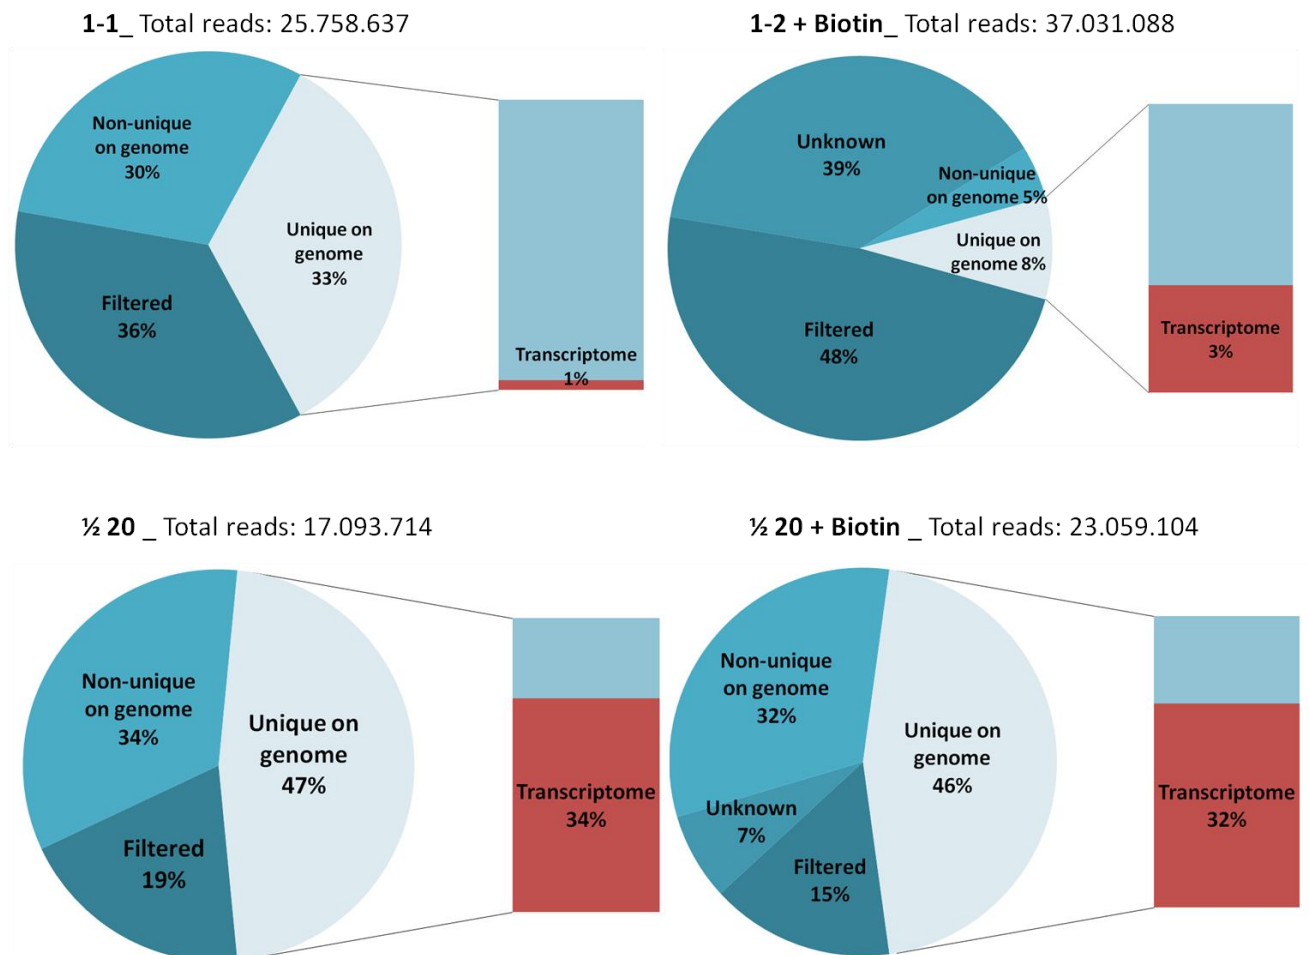 1-1_ Total reads: 25.758.637
Non-unique
on genome
30%
Unique on
genome
33%
Filtered
36%
Transcriptome
1%
1-2 + Biotin_ Total reads: 37.031.088
Unknown
39%
Non-unique
on genome 5%
Unique on
genome 8%
Filtered
48%
Transcriptome
3%
½ 20 _ Total reads: 17.093.714
Non-unique
on genome
34%
Unique on
genome
47%
Filtered
19%
Transcriptome
34%
½ 20 + Biotin _ Total reads: 23.059.104
Non-unique
on genome
32%
Unique on
genome
46%
Unknown
7%
Filtered
15%
Transcriptome
32%